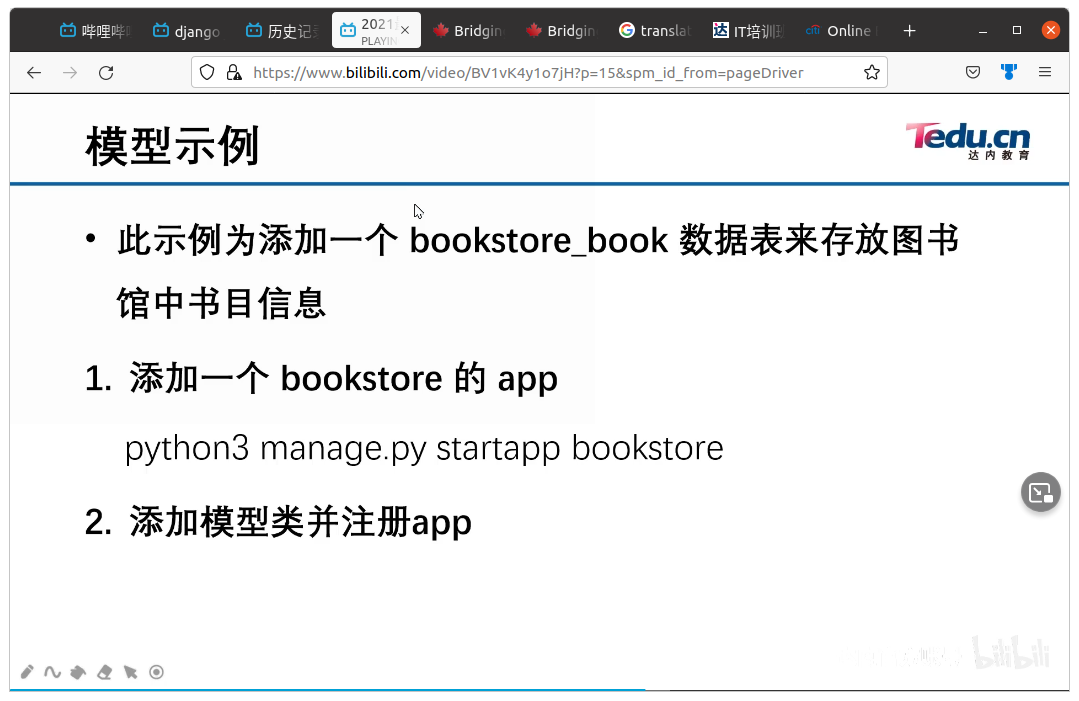 哔哩哔
django
历史记
2021
PLAYIN
Bridgin
Bridgin
translat
IT培训
citi
Online
https://www.bilibili.com/video/BV1vK4y1o7jH?p=15&spm_id_from=pageDriver
模型示例
Tedu.cn
达内教育
• 此示例为添加一个 bookstore_book 数据表来存放图书
馆中书目信息
1. 添加一个 bookstore 的 app
python3 manage.py startapp bookstore
2. 添加模型类并注册app
bilibili